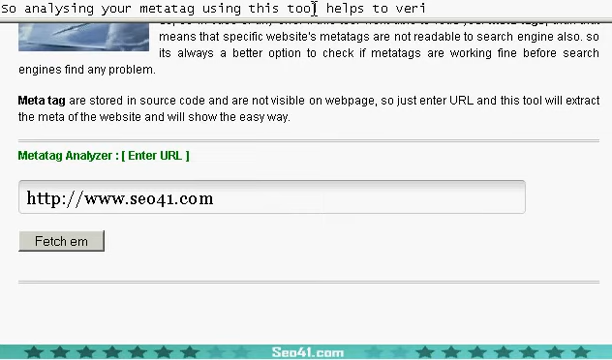 So analysing your metatag using this tool helps to veri
means that specific website's metatags are not readable to search engine also. so
its always a better option to check if metatags are working fine before search
engines find any problem.
Meta tag are stored in source code and are not visible on webpage, so just enter URL and this tool will extract
the meta of the website and will show the easy way.
Metatag Analyzer : [ Enter URL ]
http://www.seo41.com
Fetch em
Seo41.com